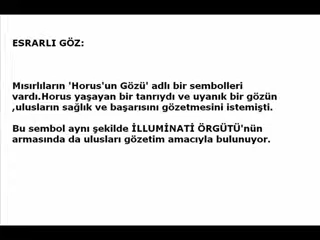 ESRARLI GÖZ:
Mısırlıların 'Horus'un Gözü' adlı bir sembolleri
vardı.Horus yaşayan bir tanrıydı ve uyanık bir gözün
,ulusların sağlık ve başarısını gözetmesini istemişti.
Bu sembol aynı şekilde İLLUMİNATİ ÖRGÜTÜ'nün
armasında da ulusları gözetim amacıyla bulunuyor.